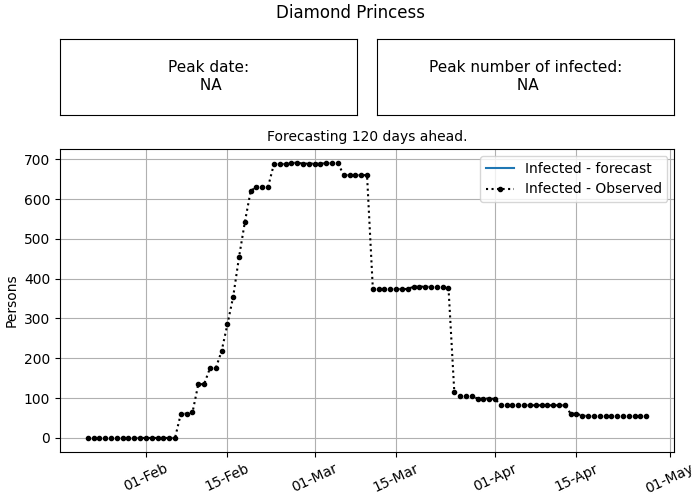 Diamond Princess
Peak date:
NA
Peak number of infected:
NA
Forecasting 120 days ahead.
Infected - forecast
Infected - Observed
Persons
700
600
500
400
300
200
100
0
01-Feb
15-Feb
01-Mar
15-Mar
01-Apr
15-Apr
01-May